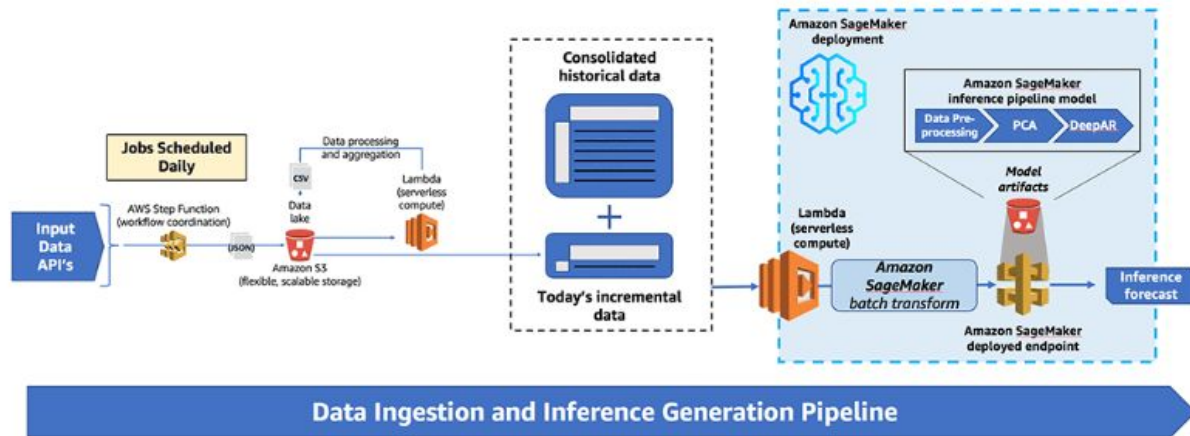 Jobs Scheduled
Daily
Input
Data
API's
AWS Step Function
(workflow coordination)
(JSON)
Data processing
and aggregation
CSV
Data
lake
Amazon S3
(flexible, scalable storage)
Lambda
(serverless
compute)
Consolidated
historical data
+
Today's incremental
data
Amazon SageMaker
deployment
Amazon SageMaker
inference pipeline model
Data Pre-
processing
PCA
DeepAR
Model
artifacts
Lambda
(serverless
compute)
Amazon
SageMaker
batch transform
Amazon SageMaker
deployed endpoint
Inference
forecast
Data Ingestion and Inference Generation Pipeline